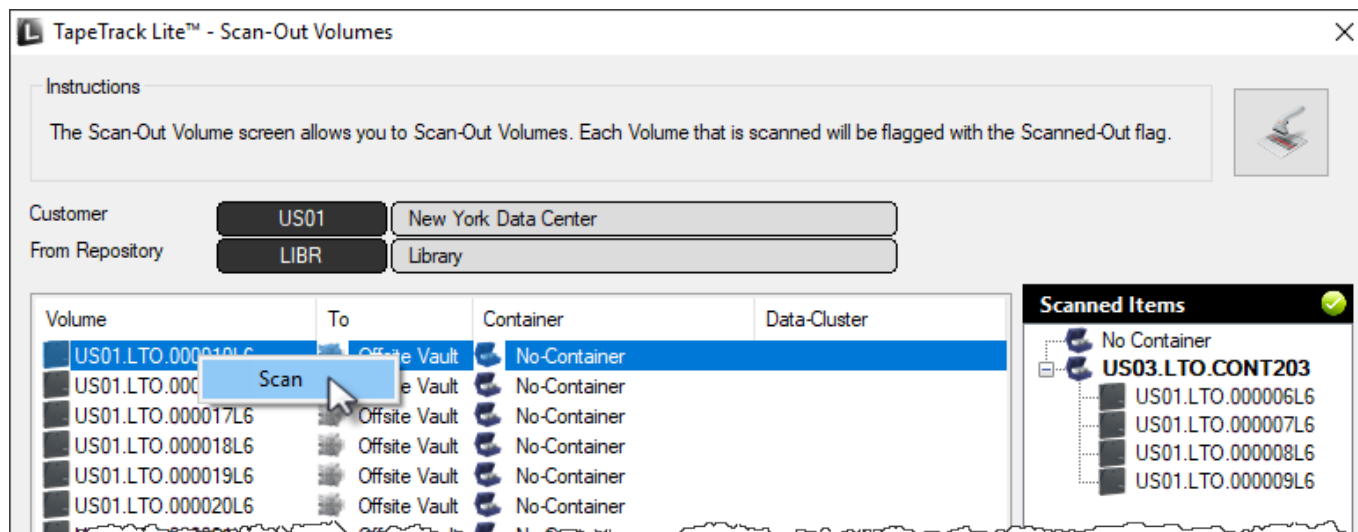 TapeTrack Lite™ - Scan-Out Volumes
Instructions
The Scan-Out Volume screen allows you to Scan-Out Volumes. Each Volume that is scanned will be flagged with the Scanned-Out flag.
Customer US01 New York Data Center
From Repository LIBR Library
Volume To Container Data-Cluster
Offsite Vault No-Container
Scan
No-Container
US01.LTO.000017L6 Offsite Vault No-Container
US01.LTO.000018L6 Offsite Vault No-Container
US01.LTO.000019L6 Offsite Vault No-Container
US01.LTO.000020L6 Offsite Vault No-Container
Scanned Items
No Container
US03.LTO.CONT203
US01.LTO.000006L6
US01.LTO.000007L6
US01.LTO.000008L6
US01.LTO.000009L6